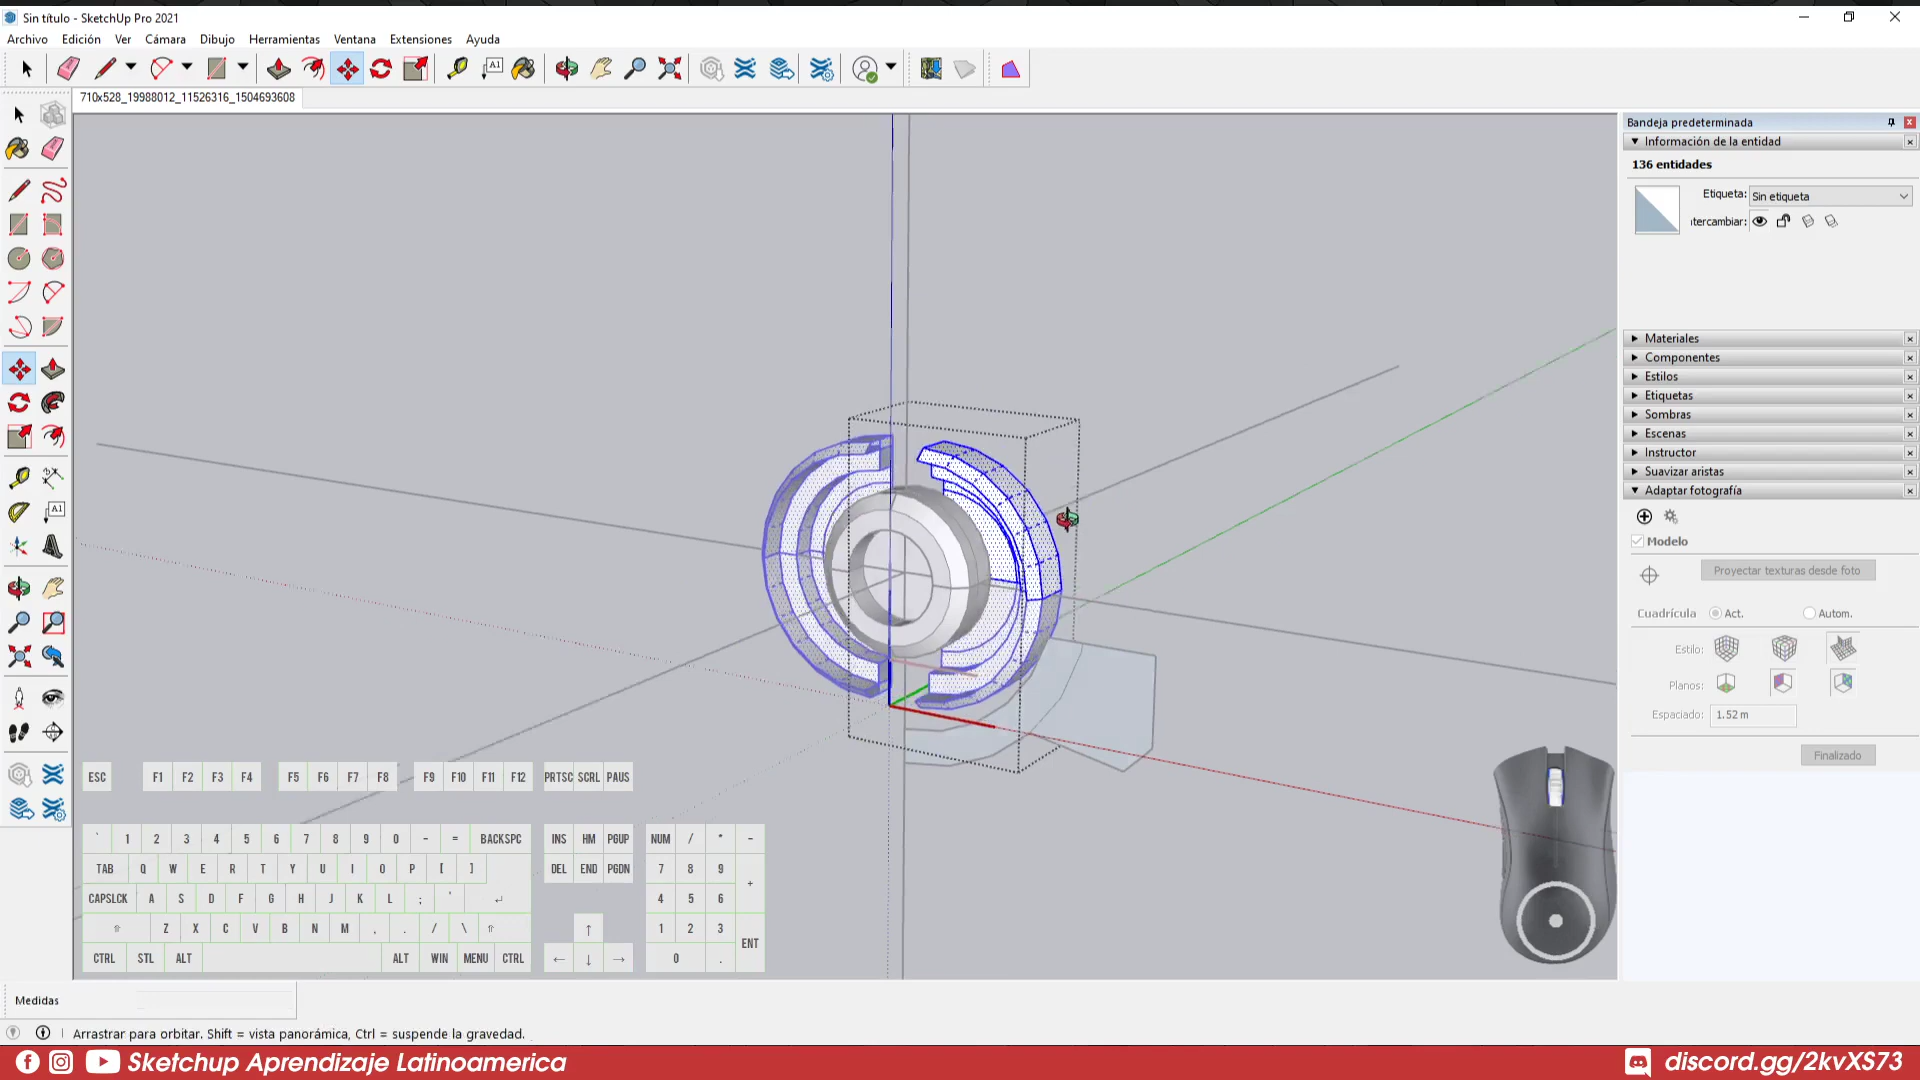 Sin título - SketchUp Pro 2021
Archivo Edición Ver Cámara Dibujo Herramientas Ventana Extensiones Ayuda
710x528_19988012_11526316_1504693608
Bandeja predeterminada
Información de la entidad
136 entidades
Etiqueta: Sin etiqueta
ntercambiar:
Materiales
Componentes
Estilos
Etiquetas
Sombras
Escenas
Instructor
Suavizar aristas
Adaptar fotografía
Modelo
Proyectar texturas desde foto
Cuadrícula Act. Autom.
Estilo:
Planos:
Espaciado: 1.52 m
Finalizado
ESC F1 F2 F3 F4 F5 F6 F7 F8 F9 F10 F11 F12 PRTSC SCRL PAUS
` 1 2 3 4 5 6 7 8 9 0 - = BACKSPC INS HM PGUP NUM / * -
TAB Q W E R T Y U I O P [ ] DEL END PGDN 7 8 9 +
CAPSLCK A S D F G H J K L ; ` ↵ 4 5 6
⇧ Z X C V B N M , . / \ ⇧ ↑ 1 2 3 ENT
CTRL STL ALT ALT WIN MENU CTRL ← ↓ → 0 .
Medidas
Arrastrar para orbitar. Shift = vista panorámica, Ctrl = suspende la gravedad.
Sketchup Aprendizaje Latinoamerica
discord.gg/2kvXS73